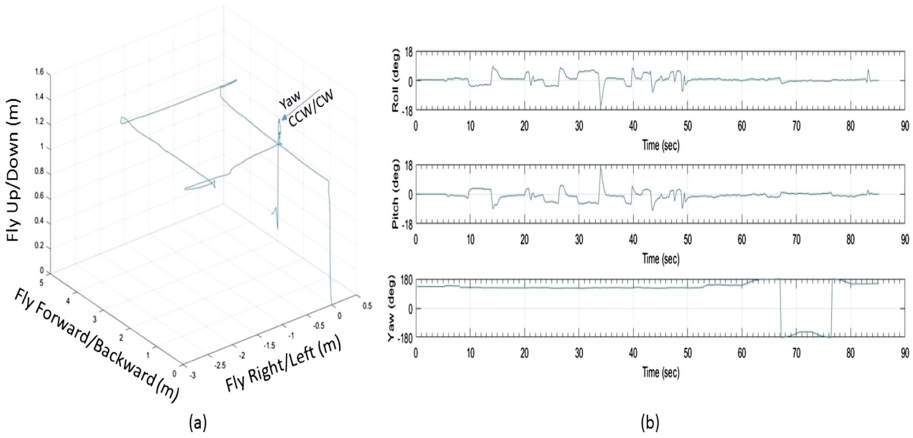 Fly Up/Down (m)
1.6
1.4
1.2
1
0.8
0.6
0.4
0.2
0
5
4
3
2
1
0
Fly Forward/Backward (m)
-3
-2.5
-2
-1.5
-1
-0.5
0
0.5
Fly Right/Left (m)
Yaw
CCW/CW
(a)
Roll (deg)
18
0
-18
0 10 20 30 40 50 60 70 80 90
Time (sec)
Pitch (deg)
18
0
-18
0 10 20 30 40 50 60 70 80 90
Time (sec)
Yaw (deg)
180
0
-180
0 10 20 30 40 50 60 70 80 90
Time (sec)
(b)